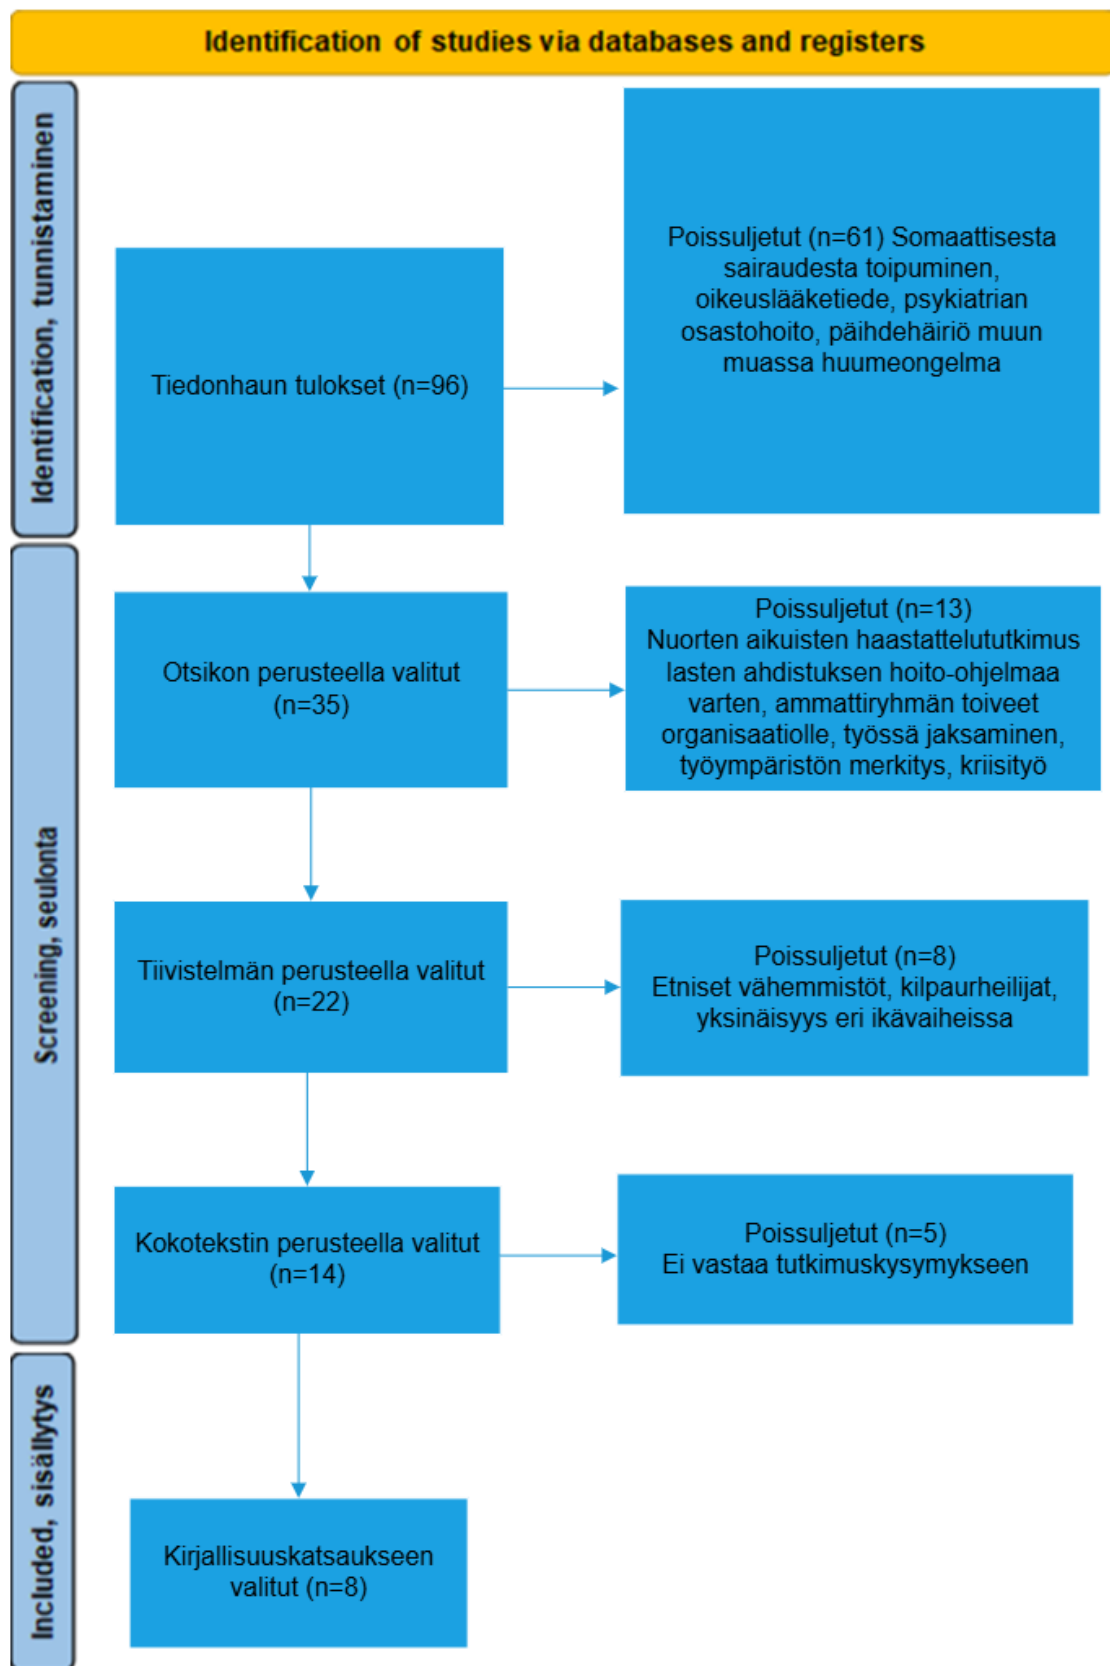 Identification of studies via databases and registers
Identification, tunnistaminen
Tiedonhaun tulokset (n=96)
Poissuljetut (n=61) Somaattisesta
sairaudesta toipuminen,
oikeuslääketiede, psykiatrian
osastohoito, päihdehäiriö muun
muassa huumeongelma
Screening, seulonta
Otsikon perusteella valitut
(n=35)
Poissuljetut (n=13)
Nuorten aikuisten haastattelututkimus
lasten ahdistuksen hoito-ohjelmaa
varten, ammattiryhmän toiveet
organisaatiolle, työssä jaksaminen,
työympäristön merkitys, kriisityö
Tiivistelmän perusteella valitut
(n=22)
Poissuljetut (n=8)
Etniset vähemmistöt, kilpaurheilijat,
yksinäisyys eri ikävaiheissa
Kokotekstin perusteella valitut
(n=14)
Poissuljetut (n=5)
Ei vastaa tutkimuskysymykseen
Included, sisällytys
Kirjallisuuskatsaukseen
valitut (n=8)